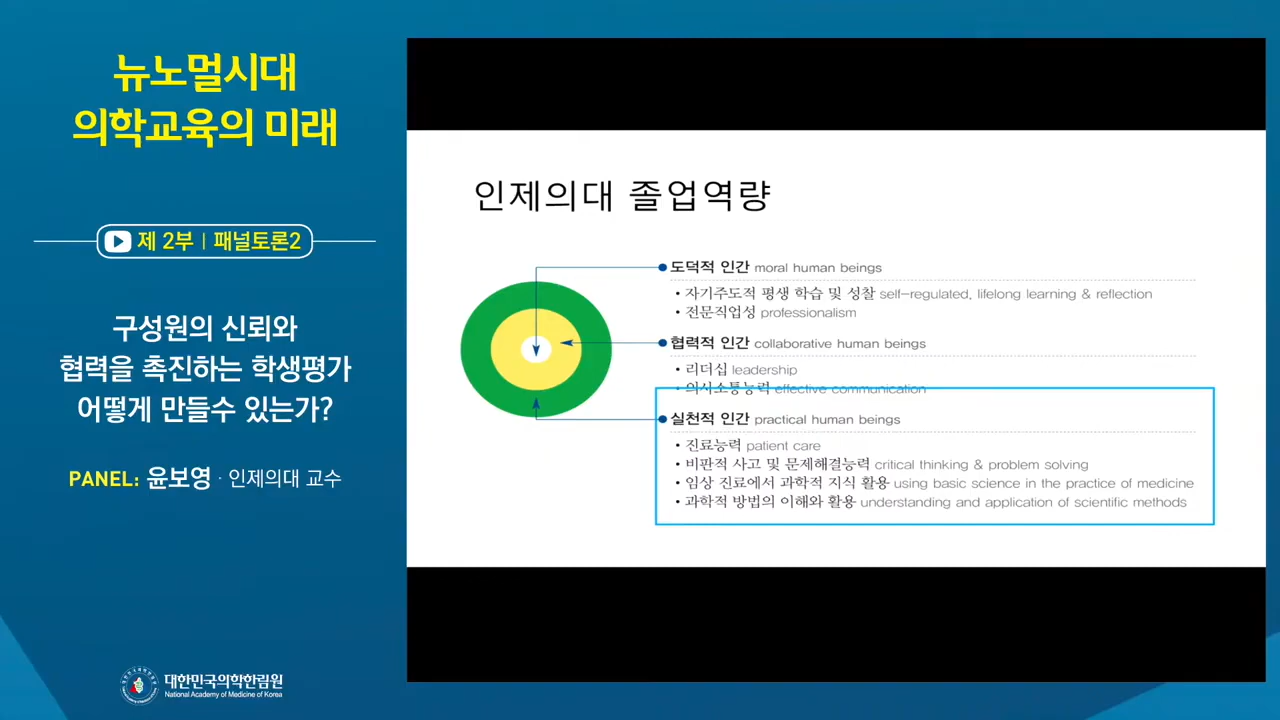 뉴노멀시대
의학교육의 미래
제 2부 | 패널토론2
구성원의 신뢰와
협력을 촉진하는 학생평가
어떻게 만들수 있는가?
PANEL: 윤보영 · 인제의대 교수
대한민국의학한림원
National Academy of Medicine of Korea
인제의대 졸업역량
도덕적 인간 moral human beings
• 자기주도적 평생 학습 및 성찰 self-regulated, lifelong learning & reflection
• 전문직업성 professionalism
협력적 인간 collaborative human beings
• 리더십 leadership
• 의사소통능력 effective communication
실천적 인간 practical human beings
• 진료능력 patient care
• 비판적 사고 및 문제해결능력 critical thinking & problem solving
• 임상 진료에서 과학적 지식 활용 using basic science in the practice of medicine
• 과학적 방법의 이해와 활용 understanding and application of scientific methods